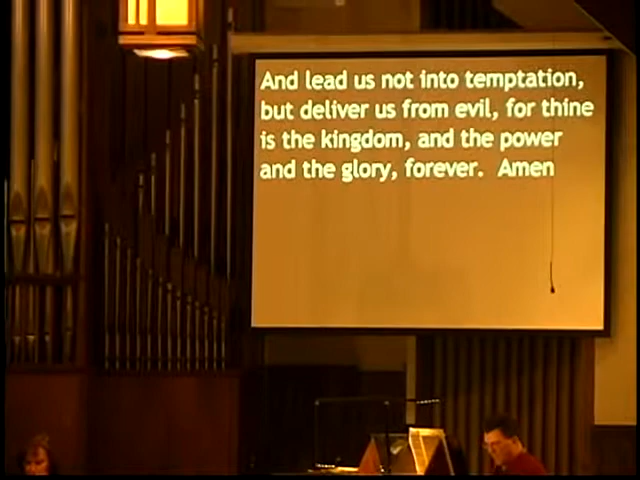 And lead us not into temptation,
but deliver us from evil, for thine
is the kingdom, and the power
and the glory, forever.  Amen